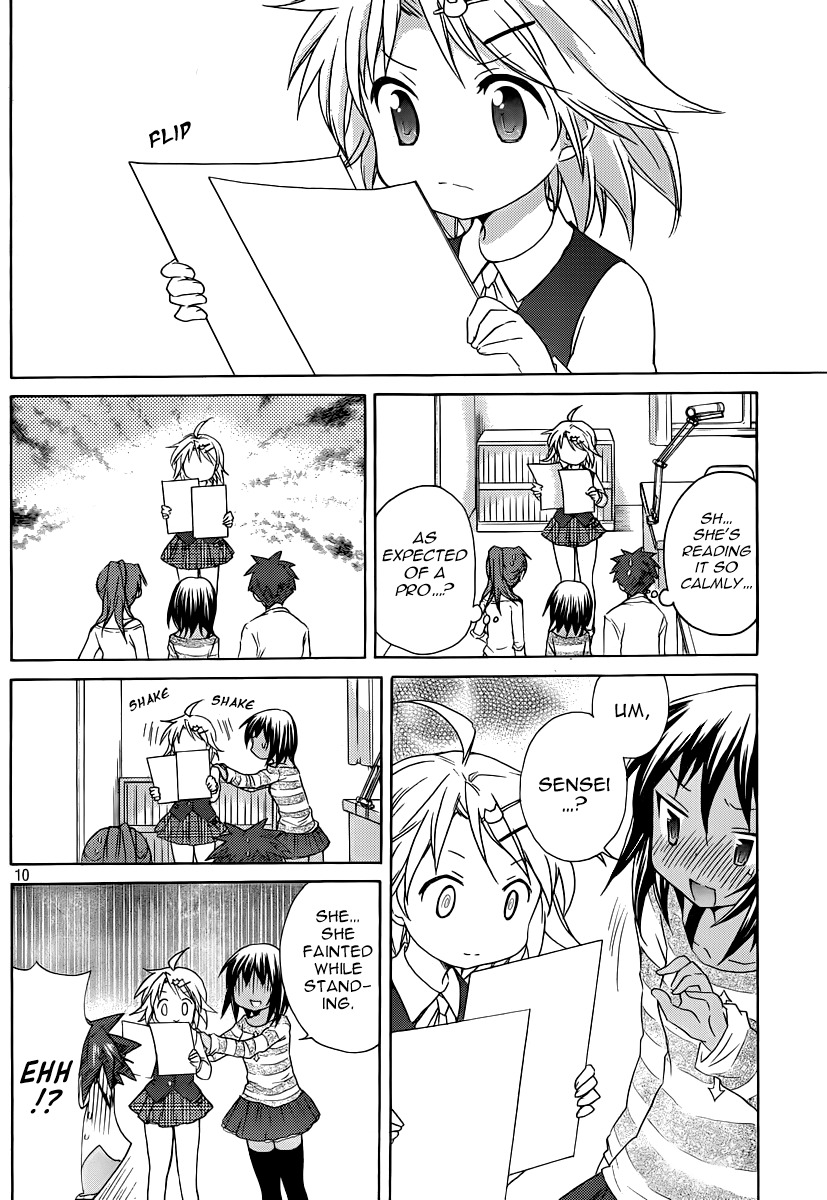 FLIP
SH...
SHE'S
READING
IT SO
CALMLY...
AS
EXPECTED
OF A
PRO...?
UM,
SENSEI
...?
SHAKE
SHAKE
10
SHE...
SHE
FAINTED
WHILE
STAND-
ING.
EHH
!?